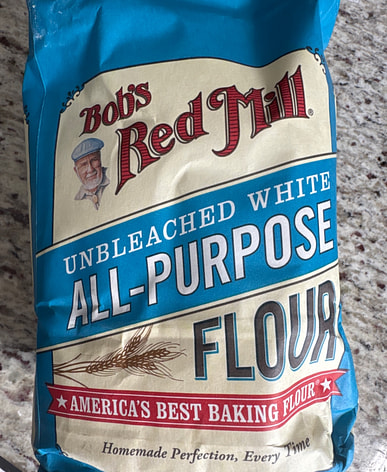 Bob's
Red Mill®
UNBLEACHED WHITE
ALL-PURPOSE
FLOUR
★ AMERICA'S BEST BAKING FLOUR® ★
Homemade Perfection, Every Time